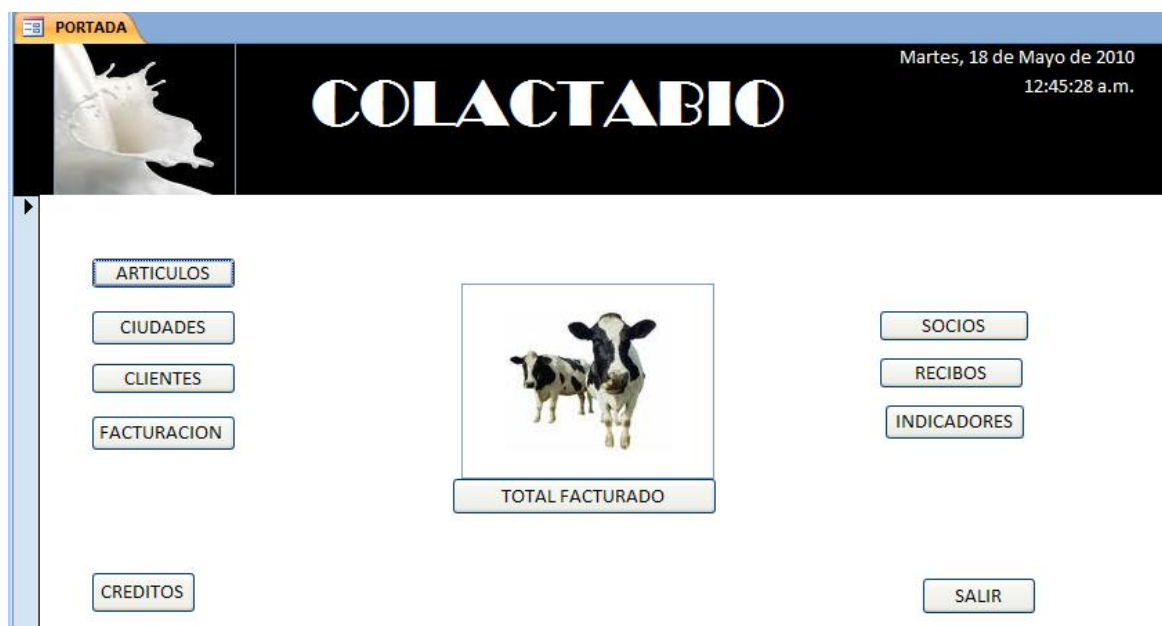 PORTADA
COLACTABIO
Martes, 18 de Mayo de 2010
12:45:28 a.m.
ARTICULOS
CIUDADES
CLIENTES
FACTURACION
TOTAL FACTURADO
SOCIOS
RECIBOS
INDICADORES
CREDITOS
SALIR